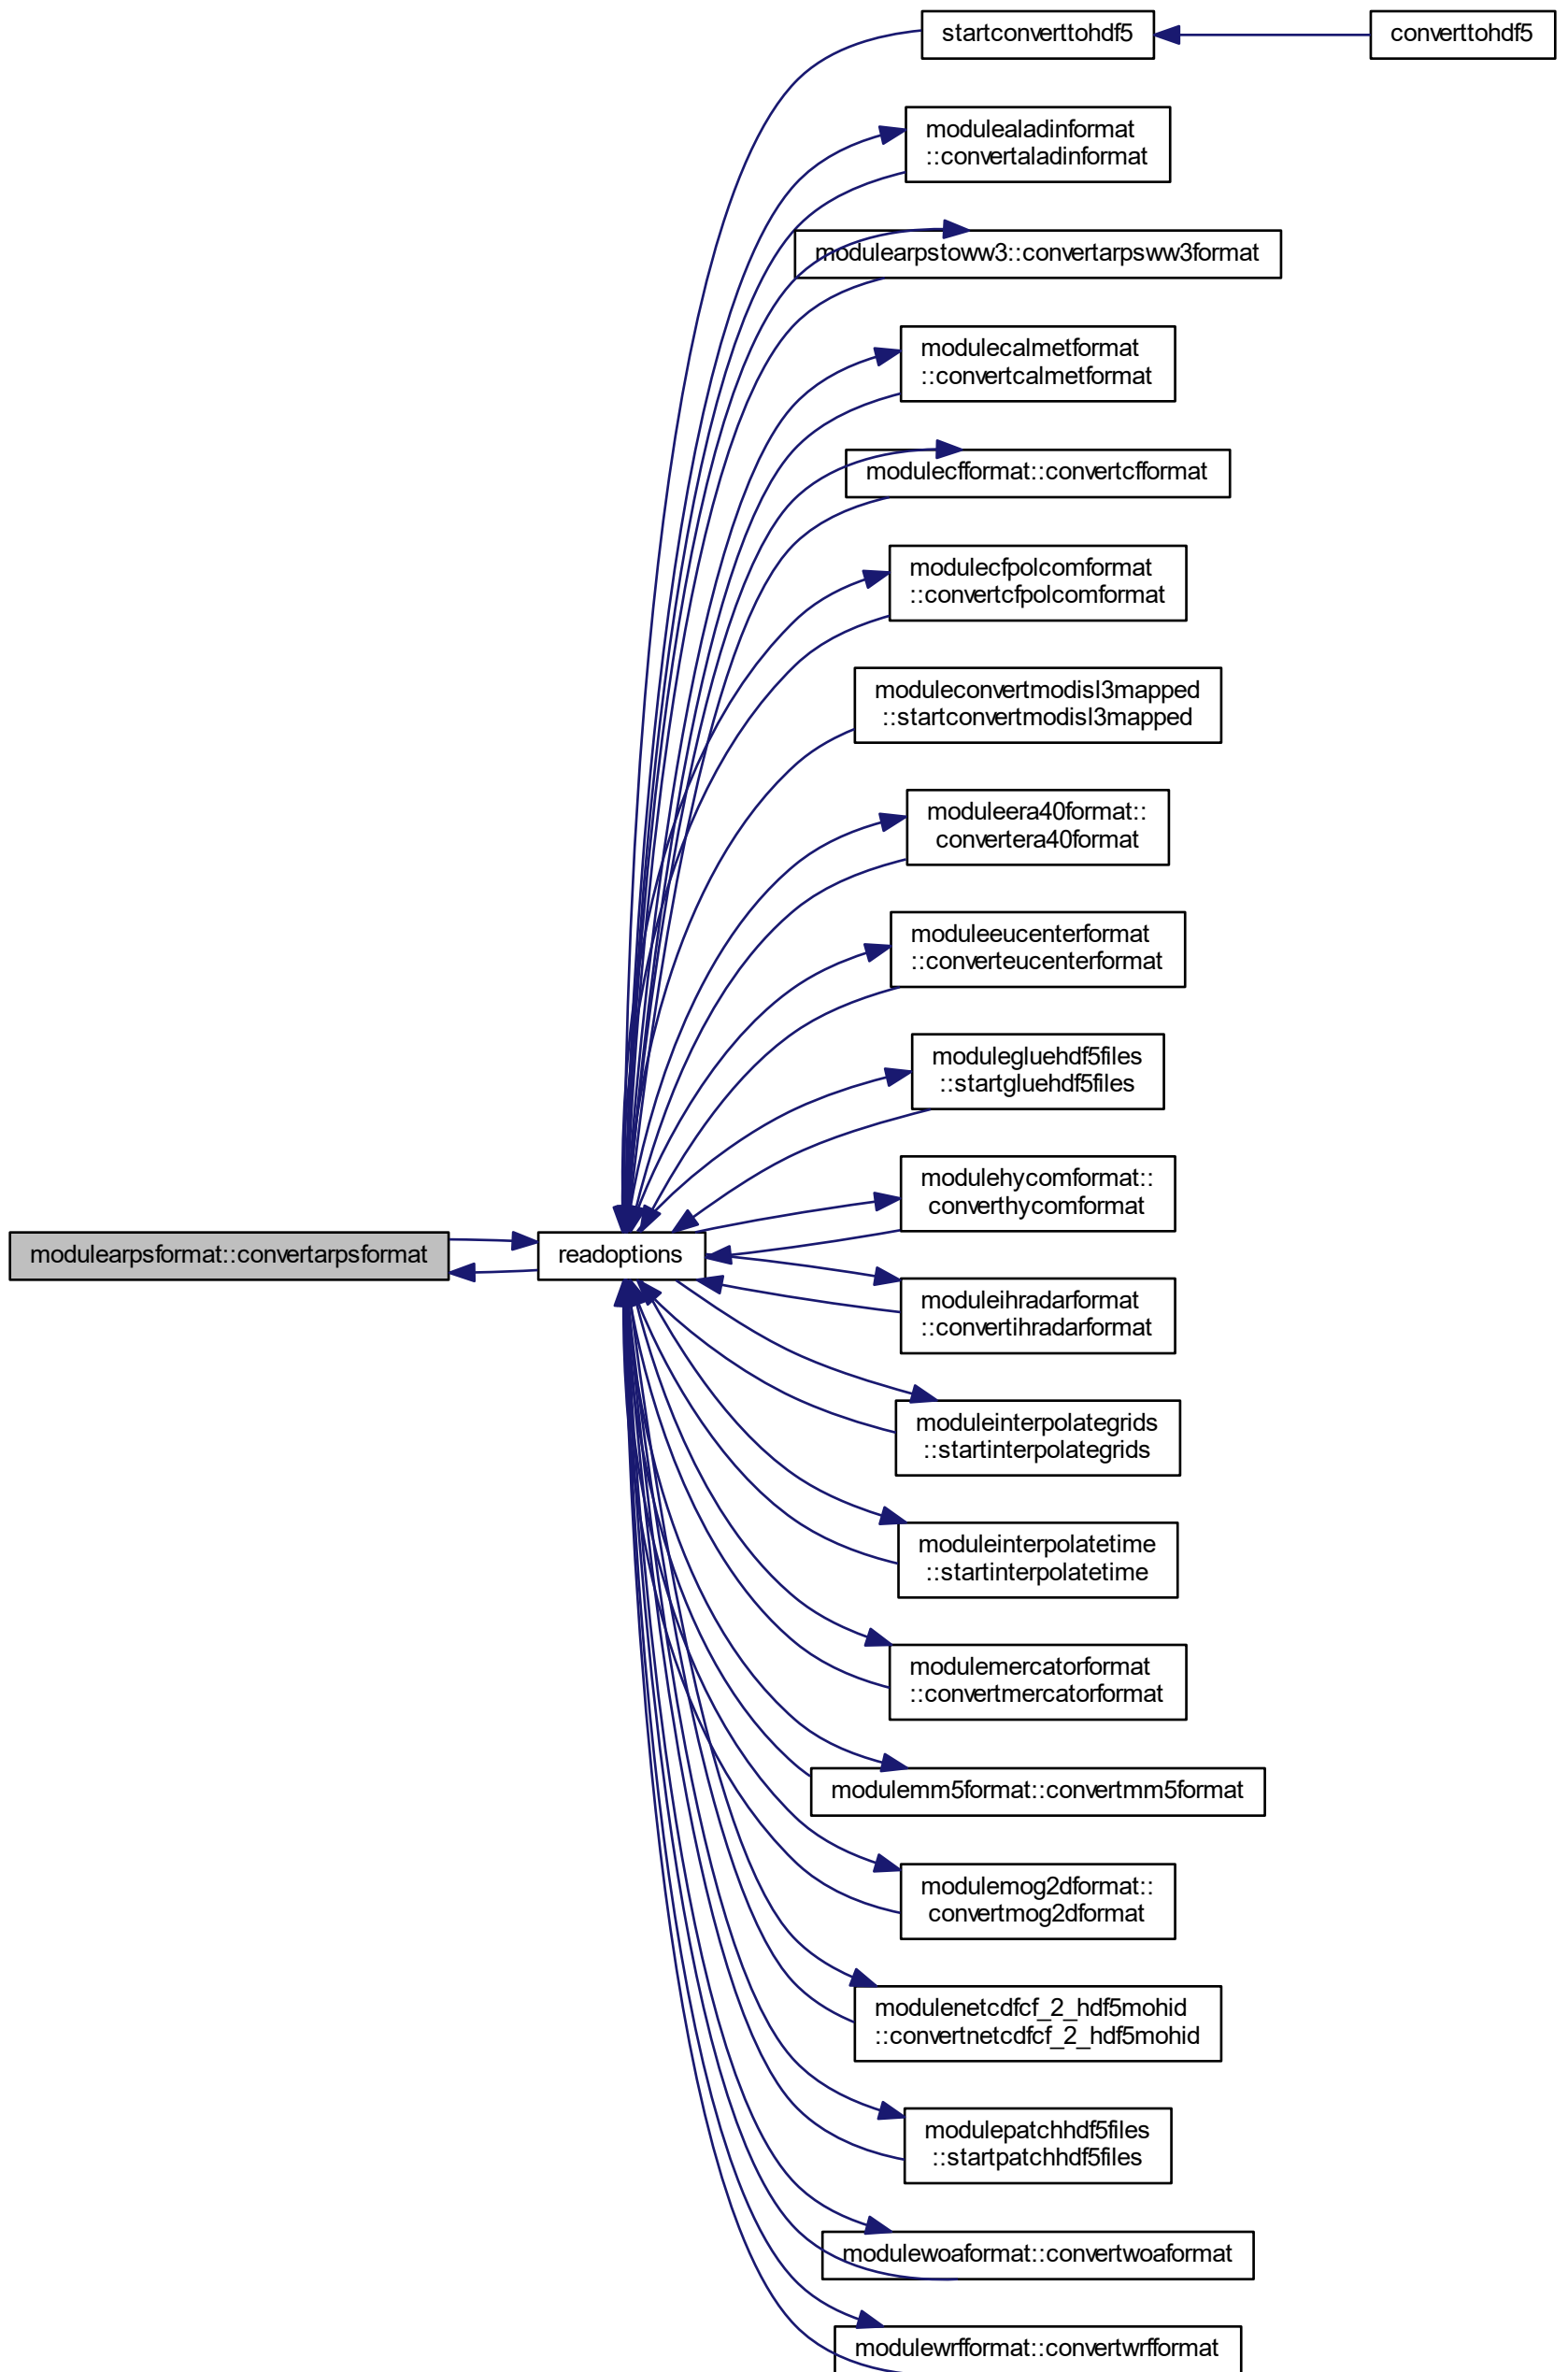 startconverttohdf5
converttohdf5
modulealadinformat
::convertaladinformat
modulearpstoww3::convertarpsww3format
modulecalmetformat
::convertcalmetformat
modulecfformat::convertcfformat
modulecfpolcomformat
::convertcfpolcomformat
moduleconvertmodisl3mapped
::startconvertmodisl3mapped
moduleera40format::
convertera40format
moduleeucenterformat
::converteucenterformat
modulegluehdf5files
::startgluehdf5files
modulehycomformat::
converthycomformat
modulearpsformat::convertarpsformat
readoptions
moduleihradarformat
::convertihradarformat
moduleinterpolategrids
::startinterpolategrids
moduleinterpolatetime
::startinterpolatetime
modulemercatorformat
::convertmercatorformat
modulemm5format::convertmm5format
modulemog2dformat::
convertmog2dformat
modulenetcdfcf_2_hdf5mohid
::convertnetcdfcf_2_hdf5mohid
modulepatchhdf5files
::startpatchhdf5files
modulewoaformat::convertwoaformat
modulewrfformat::convertwrfformat